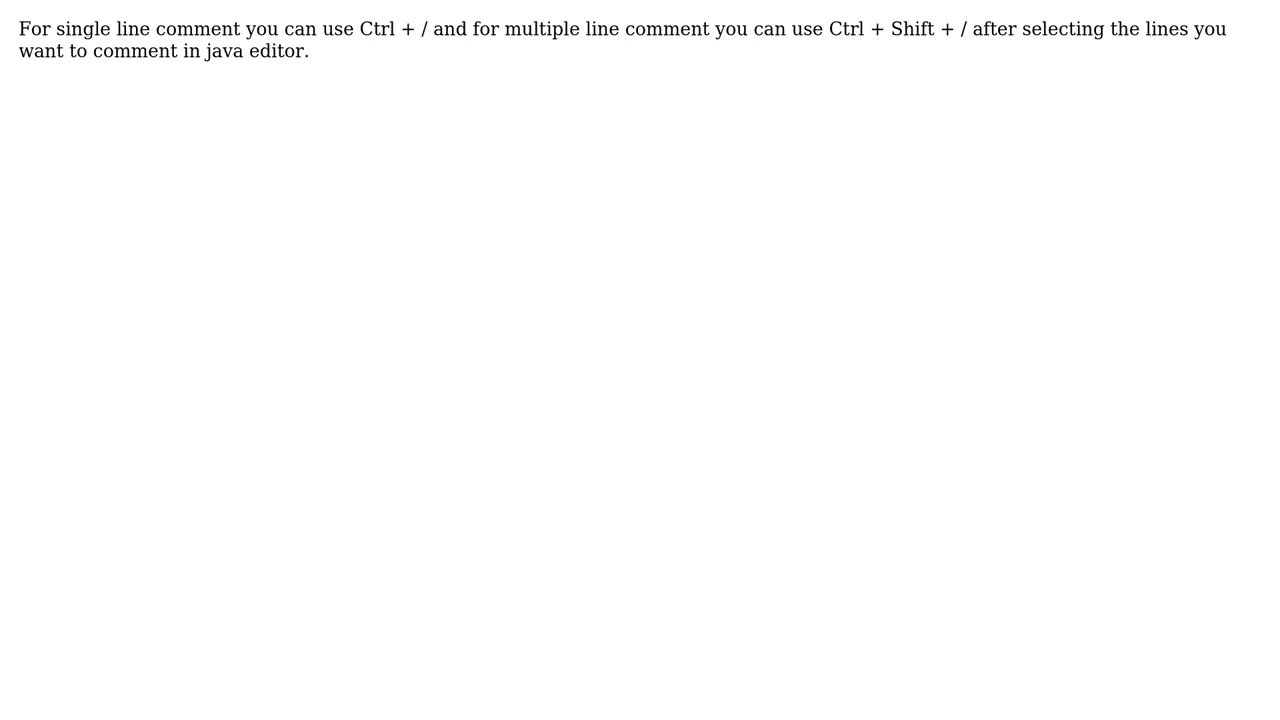 For single line comment you can use Ctrl + / and for multiple line comment you can use Ctrl + Shift + / after selecting the lines you
want to comment in java editor.